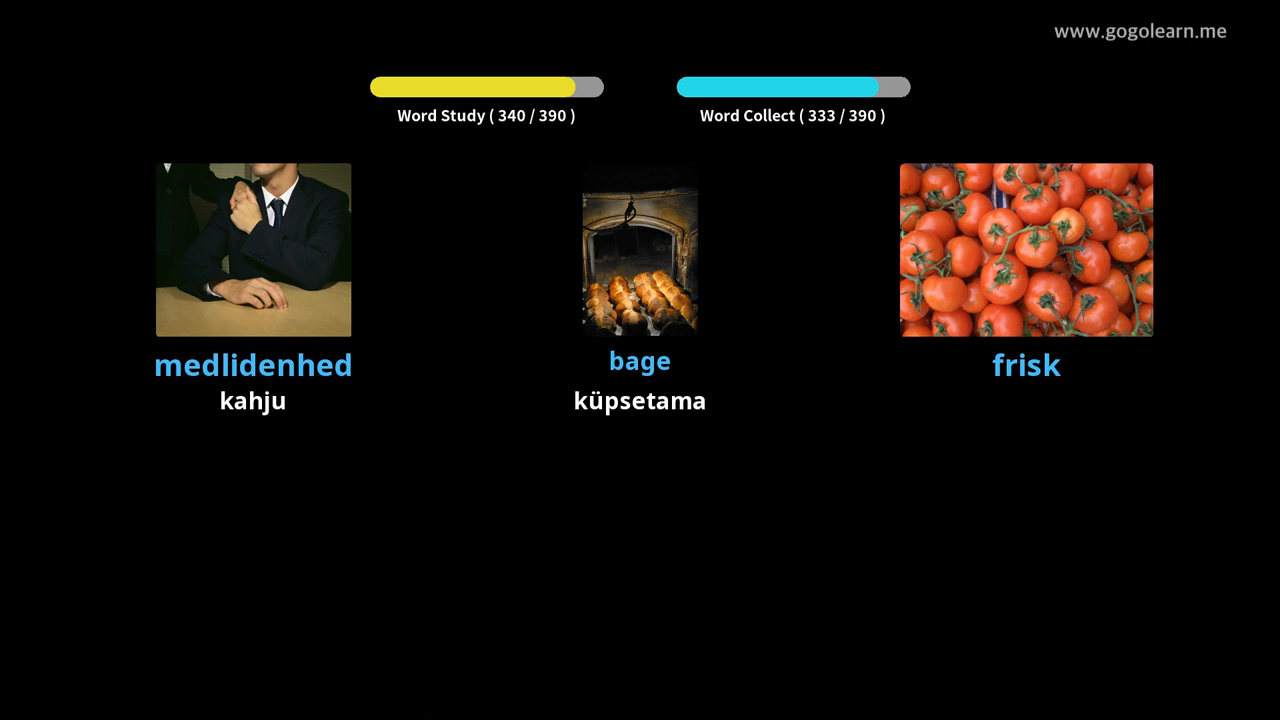 www.gogolearn.me
Word Study ( 340 / 390 )
Word Collect ( 333 / 390 )
medlidenhed
kahju
bage
küpsetama
frisk